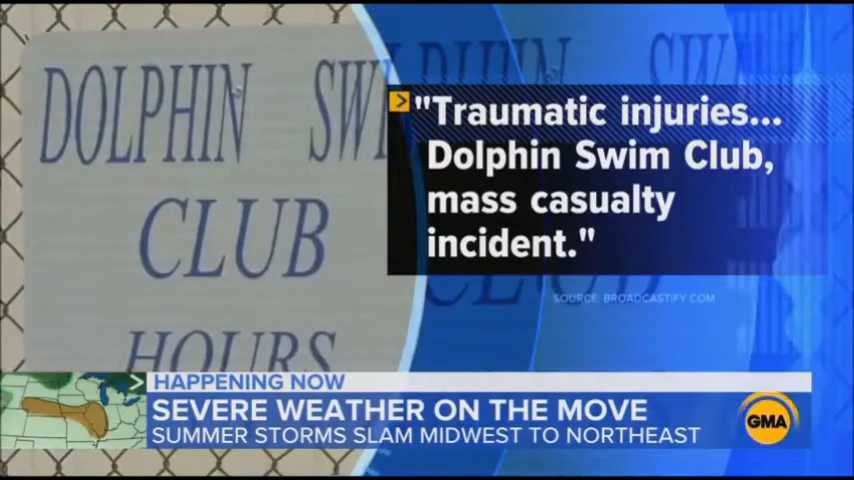 DOLPHIN SWI
CLUB
HOURS
"Traumatic injuries...
Dolphin Swim Club,
mass casualty
incident."
SOURCE: BROADCASTIFY.COM
HAPPENING NOW
SEVERE WEATHER ON THE MOVE
SUMMER STORMS SLAM MIDWEST TO NORTHEAST
GMA